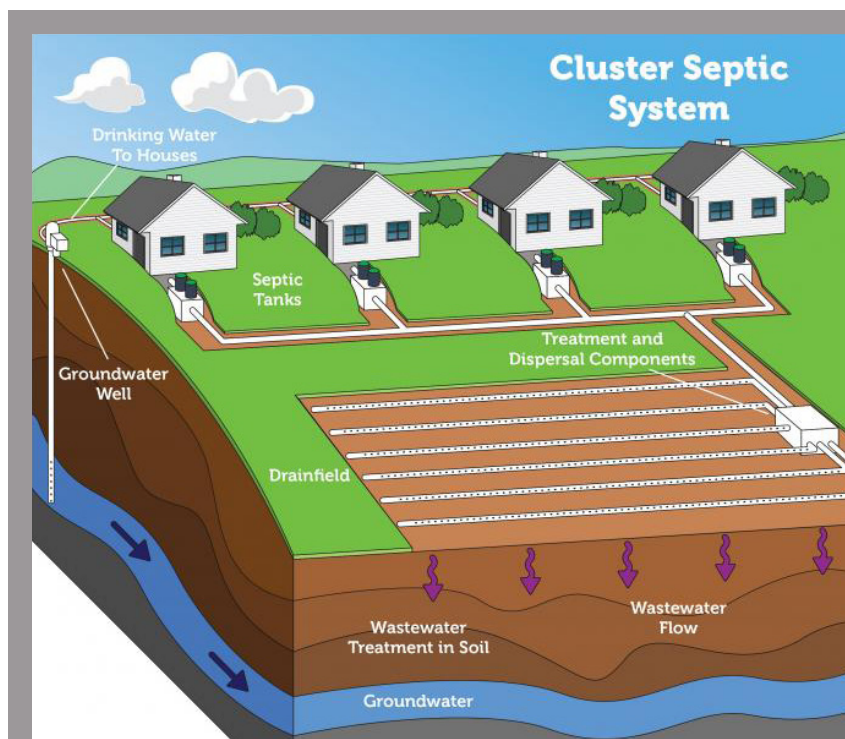 Cluster Septic
System
Drinking Water
To Houses
Septic
Tanks
Treatment and
Dispersal Components
Groundwater
Well
Drainfield
Wastewater
Treatment in Soil
Wastewater
Flow
Groundwater